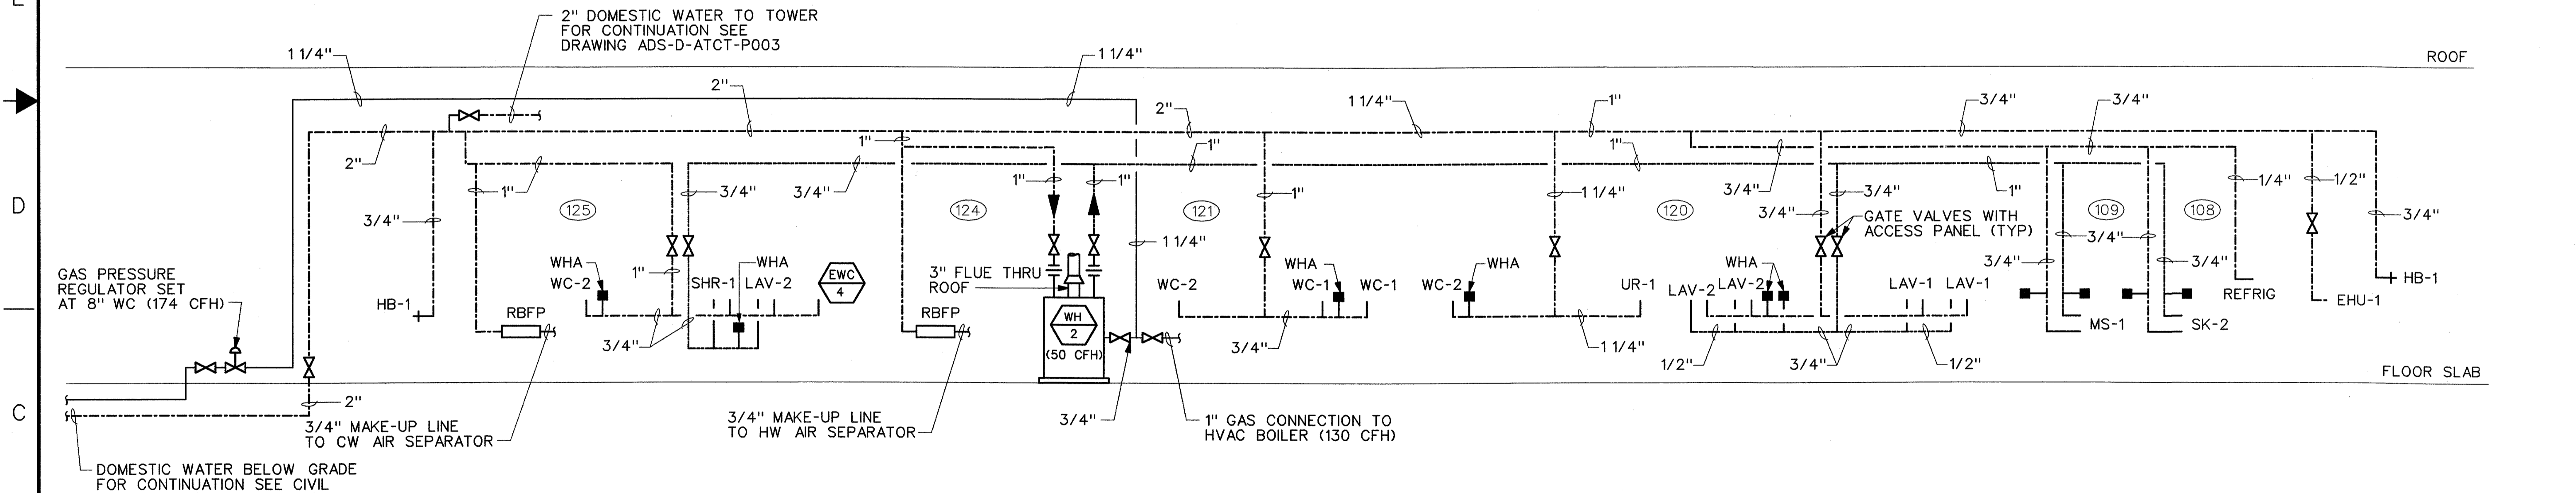 E
2" DOMESTIC WATER TO TOWER
FOR CONTINUATION SEE
DRAWING ADS-D-ATCT-P003
1 1/4"
1 1/4"
ROOF
2"
2"
1 1/4"
1"
3/4"
3/4"
2"
1"
1"
1"
3/4"
3/4"
3/4"
1"
1"
1"
1 1/4"
3/4"
3/4"
1"
1/4"
1/2"
D
3/4"
125
124
121
120
3/4"
109
108
3/4"
GATE VALVES WITH
ACCESS PANEL (TYP)
3/4"
1 1/4"
GAS PRESSURE
REGULATOR SET
AT 8" WC (174 CFH)
WHA
WC-2
1"
WHA
SHR-1
LAV-2
EWC
4
3" FLUE THRU
ROOF
WC-2
WHA
WC-1
WC-1
WC-2
WHA
UR-1
LAV-2
LAV-2
WHA
LAV-1
LAV-1
3/4"
3/4"
REFRIG
HB-1
EHU-1
HB-1
RBFP
RBFP
WH
2
(50 CFH)
MS-1
SK-2
3/4"
3/4"
1 1/4"
1/2"
3/4"
1/2"
FLOOR SLAB
C
2"
3/4" MAKE-UP LINE
TO CW AIR SEPARATOR
3/4" MAKE-UP LINE
TO HW AIR SEPARATOR
3/4"
1" GAS CONNECTION TO
HVAC BOILER (130 CFH)
DOMESTIC WATER BELOW GRADE
FOR CONTINUATION SEE CIVIL